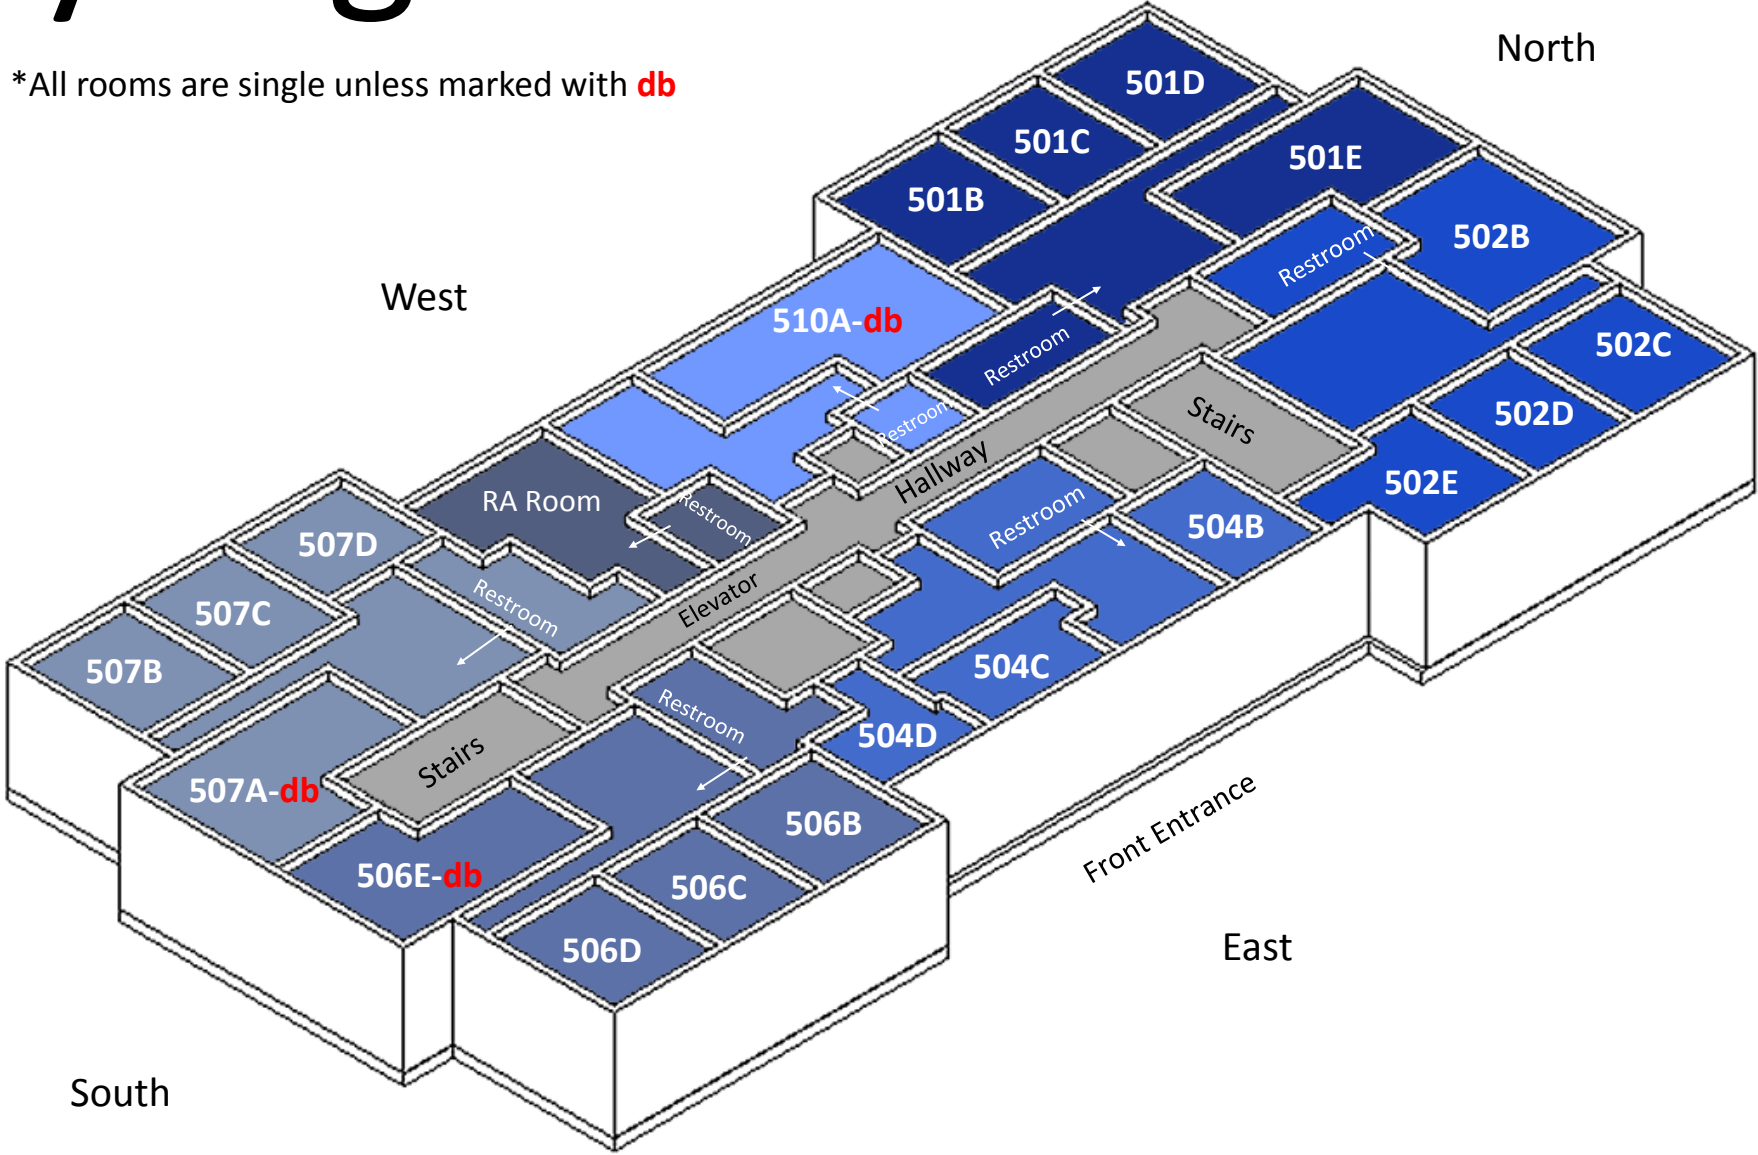 *All rooms are single unless marked with db
North
501D
501C
501E
501B
502B
Restroom
West
510A-db
Restroom
502C
Restroom
Stairs
502D
Hallway
502E
RA Room
Restroom
Restroom
504B
507D
Elevator
Restroom
507C
504C
507B
Restroom
504D
Stairs
507A-db
506B
Front Entrance
506E-db
506C
506D
East
South